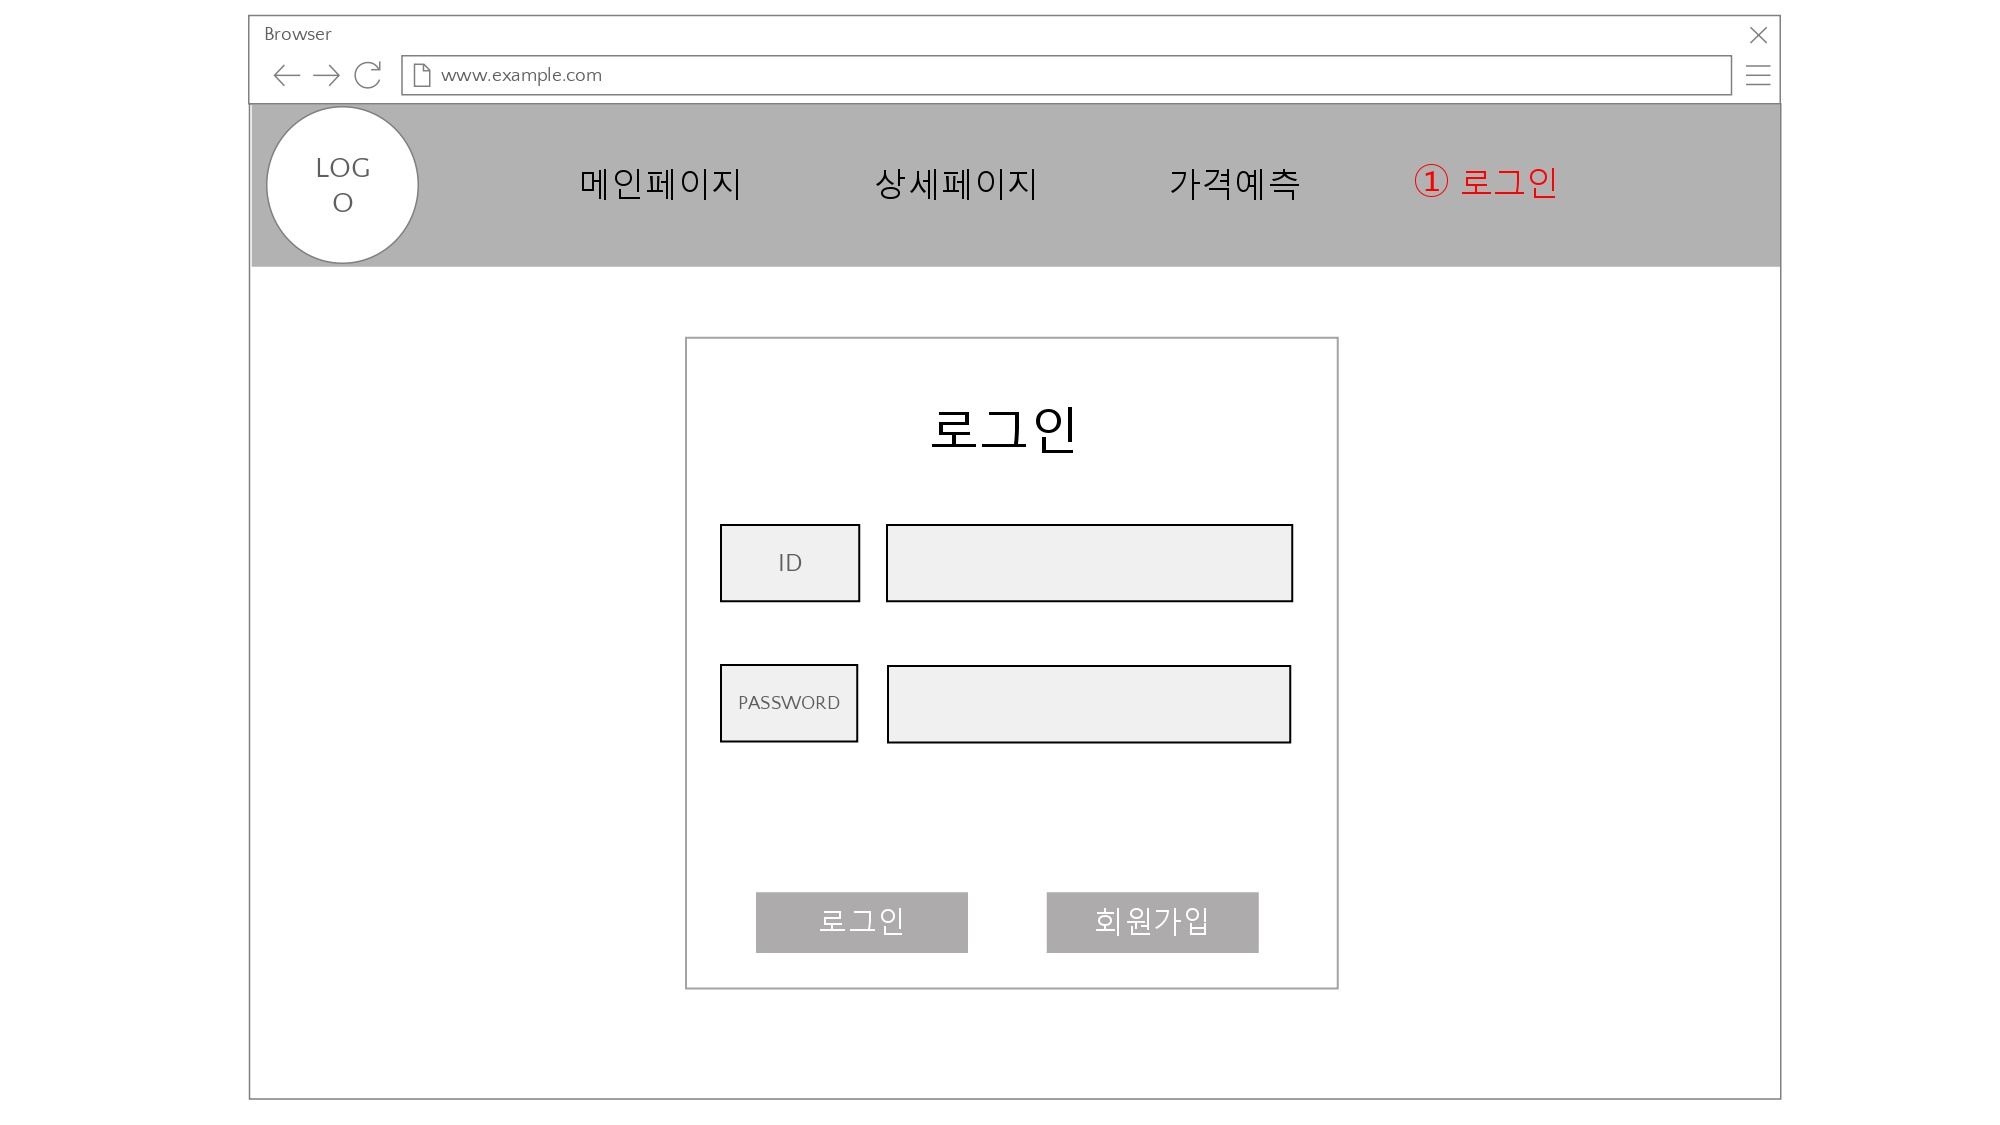 Browser
www.example.com
LOG
O
메인페이지
상세페이지
가격예측
① 로그인
로그인
ID
PASSWORD
로그인
회원가입